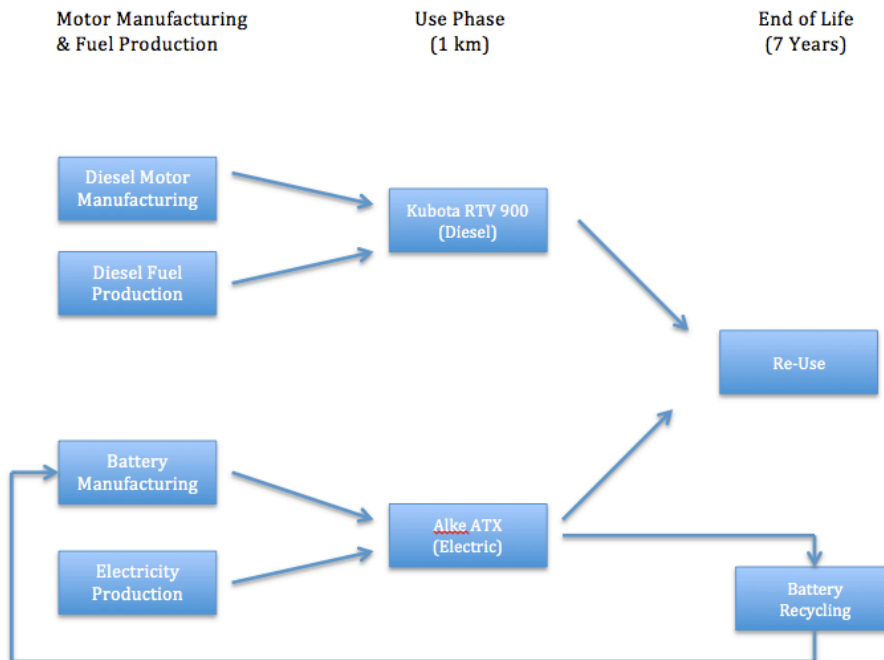 Motor Manufacturing
& Fuel Production
Use Phase
(1 km)
End of Life
(7 Years)
Diesel Motor
Manufacturing
Kubota RTV 900
(Diesel)
Diesel Fuel
Production
Re-Use
Battery
Manufacturing
Alke ATX
(Electric)
Electricity
Production
Battery
Recycling